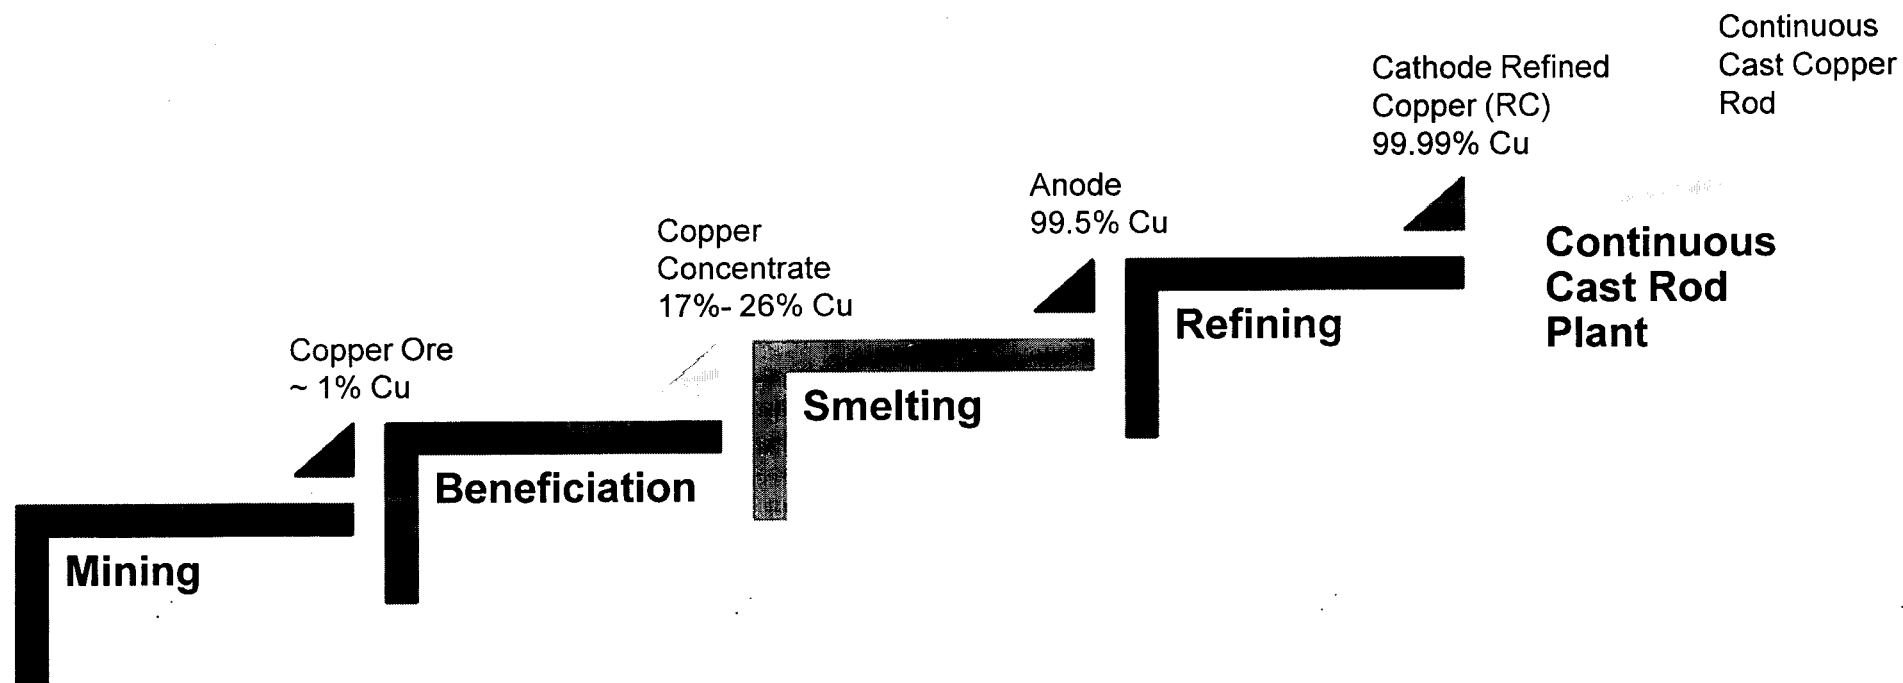 Continuous
Cast Copper
Rod
Cathode Refined
Copper (RC)
99.99% Cu
Anode
99.5% Cu
Copper
Concentrate
17%- 26% Cu
Copper Ore
~ 1% Cu
Continuous
Cast Rod
Plant
Refining
Smelting
Beneficiation
Mining